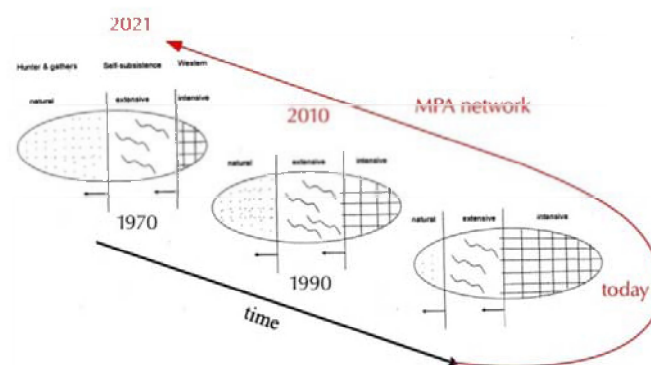 2021
Hunter & gathers Self-subsistence Western
natural extensive intensive
MPA network
2010
natural extensive intensive
1970
natural extensive intensive
1990
today
time